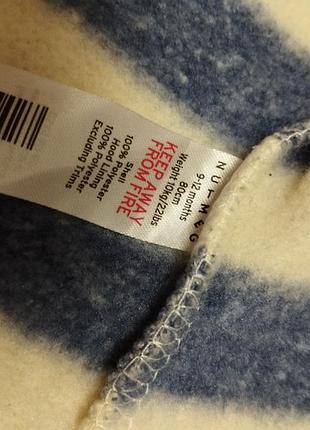 NUTMEG
9-12 months
80cm
Weight 10kg/22lbs
KEEP AWAY
FROM FIRE
Shell
100% Polyester
Hood Lining
100% Polyester
Excluding Trims